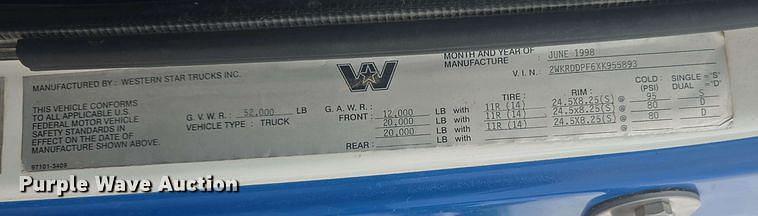 MONTH AND YEAR OF
MANUFACTURE : JUNE 1998
MANUFACTURED BY: WESTERN STAR TRUCKS INC.
W
V. I. N.: 2WKRDDPF6XK955893
THIS VEHICLE CONFORMS
TO ALL APPLICABLE U.S.
FEDERAL MOTOR VEHICLE
SAFETY STANDARDS IN
EFFECT ON THE DATE OF
MANUFACTURE SHOWN ABOVE.
G. V. W. R.: 52,000 LB
VEHICLE TYPE : TRUCK
G. A. W. R.:
TIRE : RIM : COLD: (PSI) SINGLE = "S" DUAL = "D"
FRONT : 12,000 LB with 11R (14) 24.5X8.25(S) @ 95 S
20,000 LB with 11R (14) 24.5X8.25(S) @ 80 D
REAR : 20,000 LB with 11R (14) 24.5X8.25(S) @ 80 D
97101-3409
Purple Wave Auction